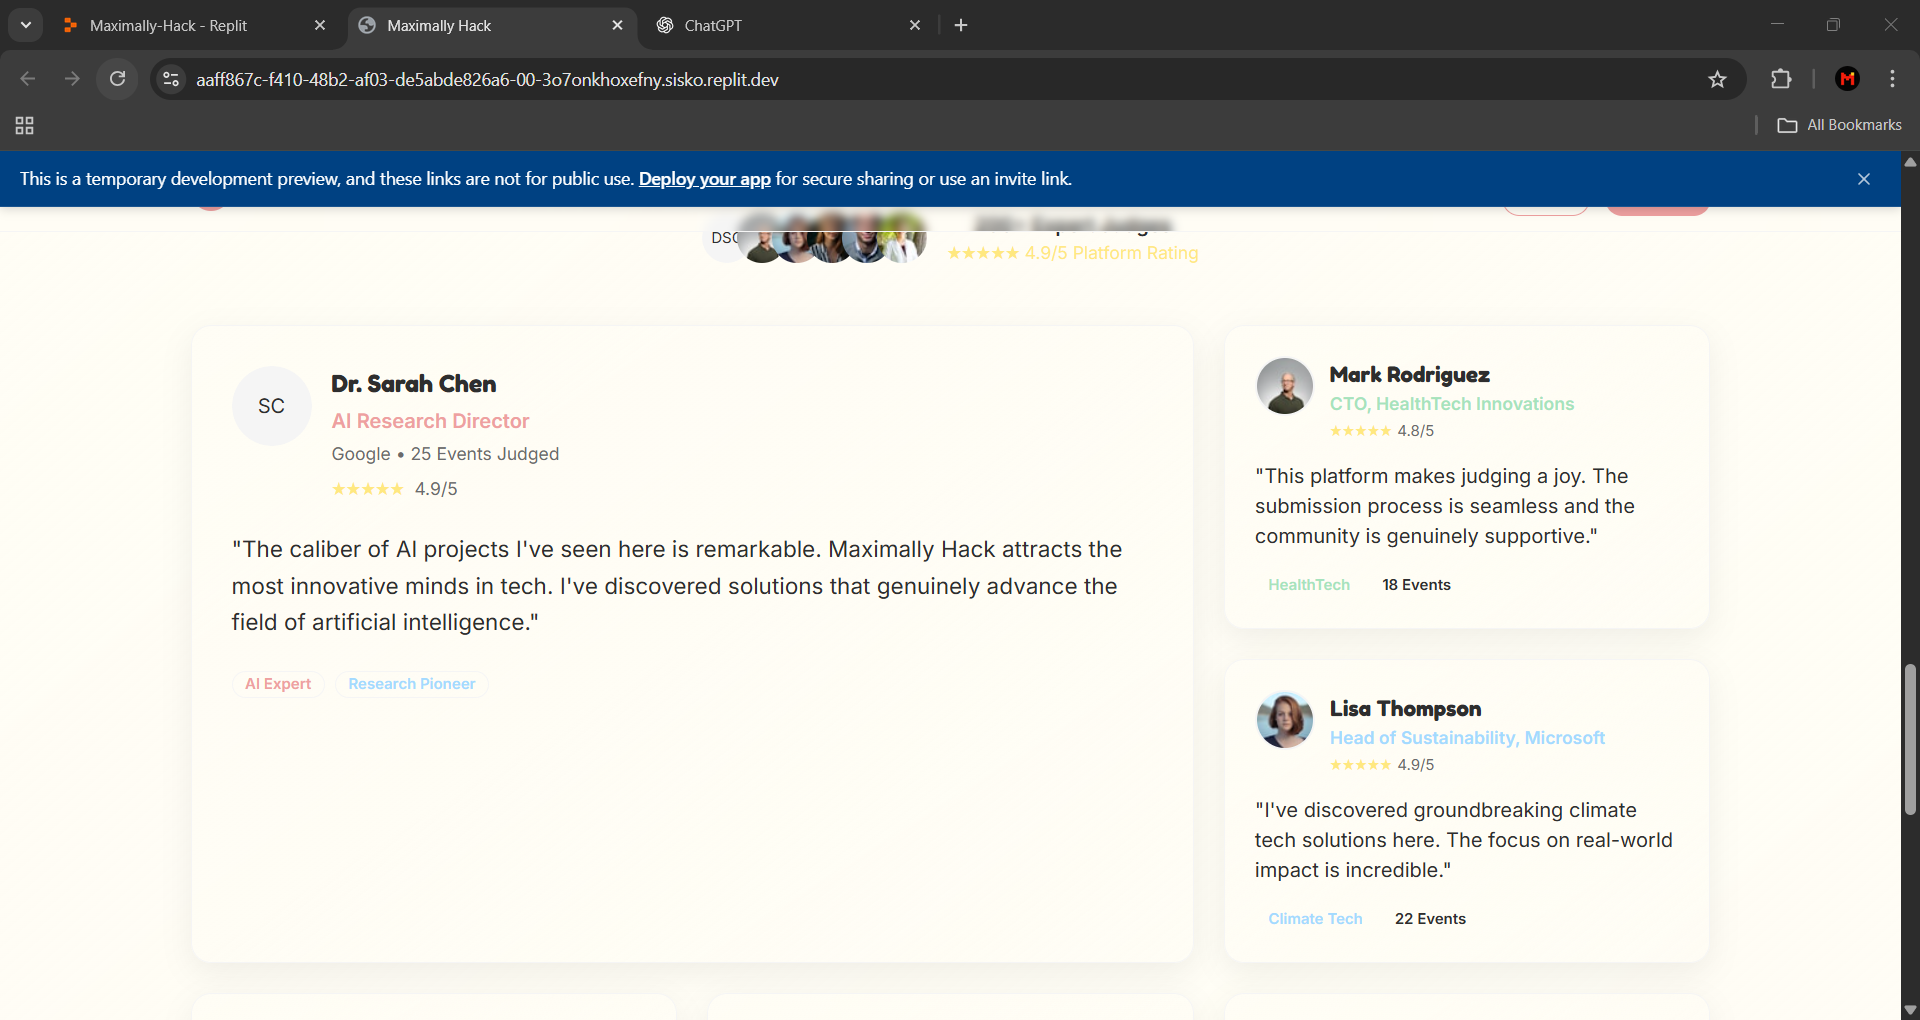 Maximally-Hack - Replit
Maximally Hack
ChatGPT
aaff867c-f410-48b2-af03-de5abde826a6-00-3o7onkhoxefny.sisko.replit.dev
M
All Bookmarks
This is a temporary development preview, and these links are not for public use. Deploy your app for secure sharing or use an invite link.
★★★★★ 4.9/5 Platform Rating
SC
Dr. Sarah Chen
AI Research Director
Google • 25 Events Judged
★★★★★ 4.9/5
"The caliber of AI projects I've seen here is remarkable. Maximally Hack attracts the
most innovative minds in tech. I've discovered solutions that genuinely advance the
field of artificial intelligence."
AI Expert
Research Pioneer
Mark Rodriguez
CTO, HealthTech Innovations
★★★★★ 4.8/5
"This platform makes judging a joy. The
submission process is seamless and the
community is genuinely supportive."
HealthTech
18 Events
Lisa Thompson
Head of Sustainability, Microsoft
★★★★★ 4.9/5
"I've discovered groundbreaking climate
tech solutions here. The focus on real-world
impact is incredible."
Climate Tech
22 Events